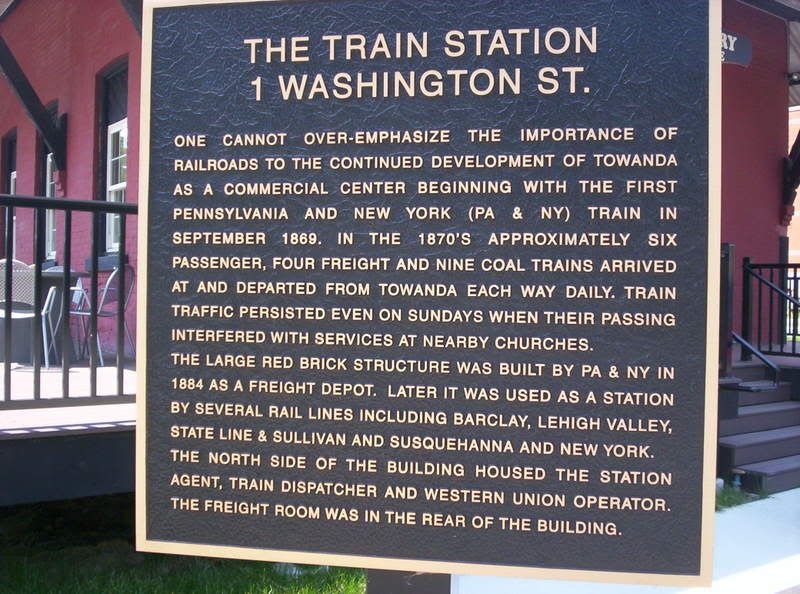 THE TRAIN STATION
1 WASHINGTON ST.
ONE CANNOT OVER-EMPHASIZE THE IMPORTANCE OF
RAILROADS TO THE CONTINUED DEVELOPMENT OF TOWANDA
AS A COMMERCIAL CENTER BEGINNING WITH THE FIRST
PENNSYLVANIA AND NEW YORK (PA & NY) TRAIN IN
SEPTEMBER 1869. IN THE 1870'S APPROXIMATELY SIX
PASSENGER, FOUR FREIGHT AND NINE COAL TRAINS ARRIVED
AT AND DEPARTED FROM TOWANDA EACH WAY DAILY. TRAIN
TRAFFIC PERSISTED EVEN ON SUNDAYS WHEN THEIR PASSING
INTERFERED WITH SERVICES AT NEARBY CHURCHES.
THE LARGE RED BRICK STRUCTURE WAS BUILT BY PA & NY IN
1884 AS A FREIGHT DEPOT. LATER IT WAS USED AS A STATION
BY SEVERAL RAIL LINES INCLUDING BARCLAY, LEHIGH VALLEY,
STATE LINE & SULLIVAN AND SUSQUEHANNA AND NEW YORK.
THE NORTH SIDE OF THE BUILDING HOUSED THE STATION
AGENT, TRAIN DISPATCHER AND WESTERN UNION OPERATOR.
THE FREIGHT ROOM WAS IN THE REAR OF THE BUILDING.